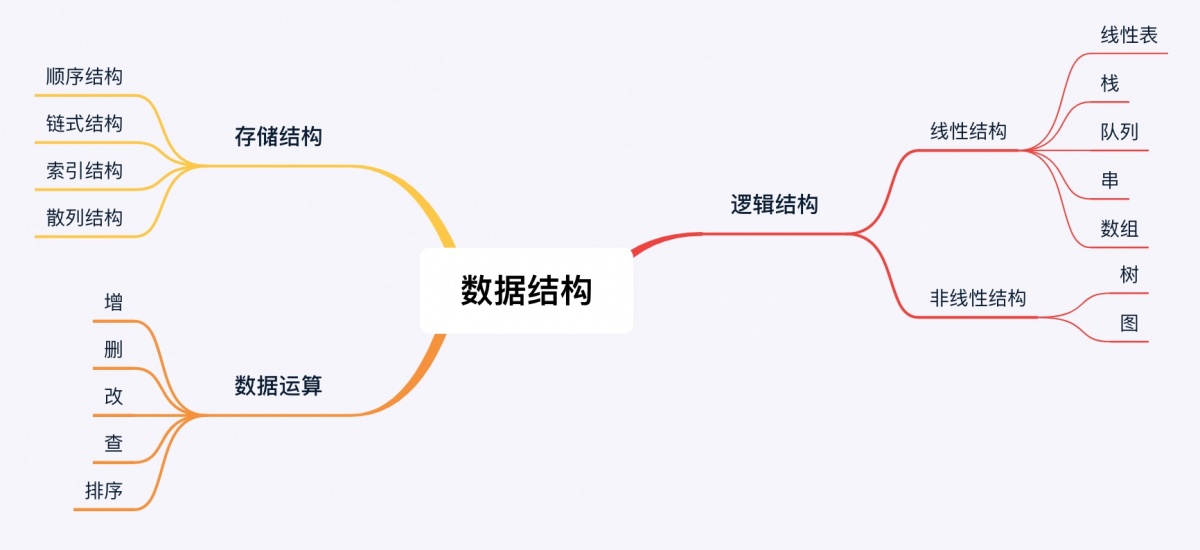 数据结构
逻辑结构
线性结构
线性表
栈
队列
串
数组
非线性结构
树
图
存储结构
顺序结构
链式结构
索引结构
散列结构
数据运算
增
删
改
查
排序